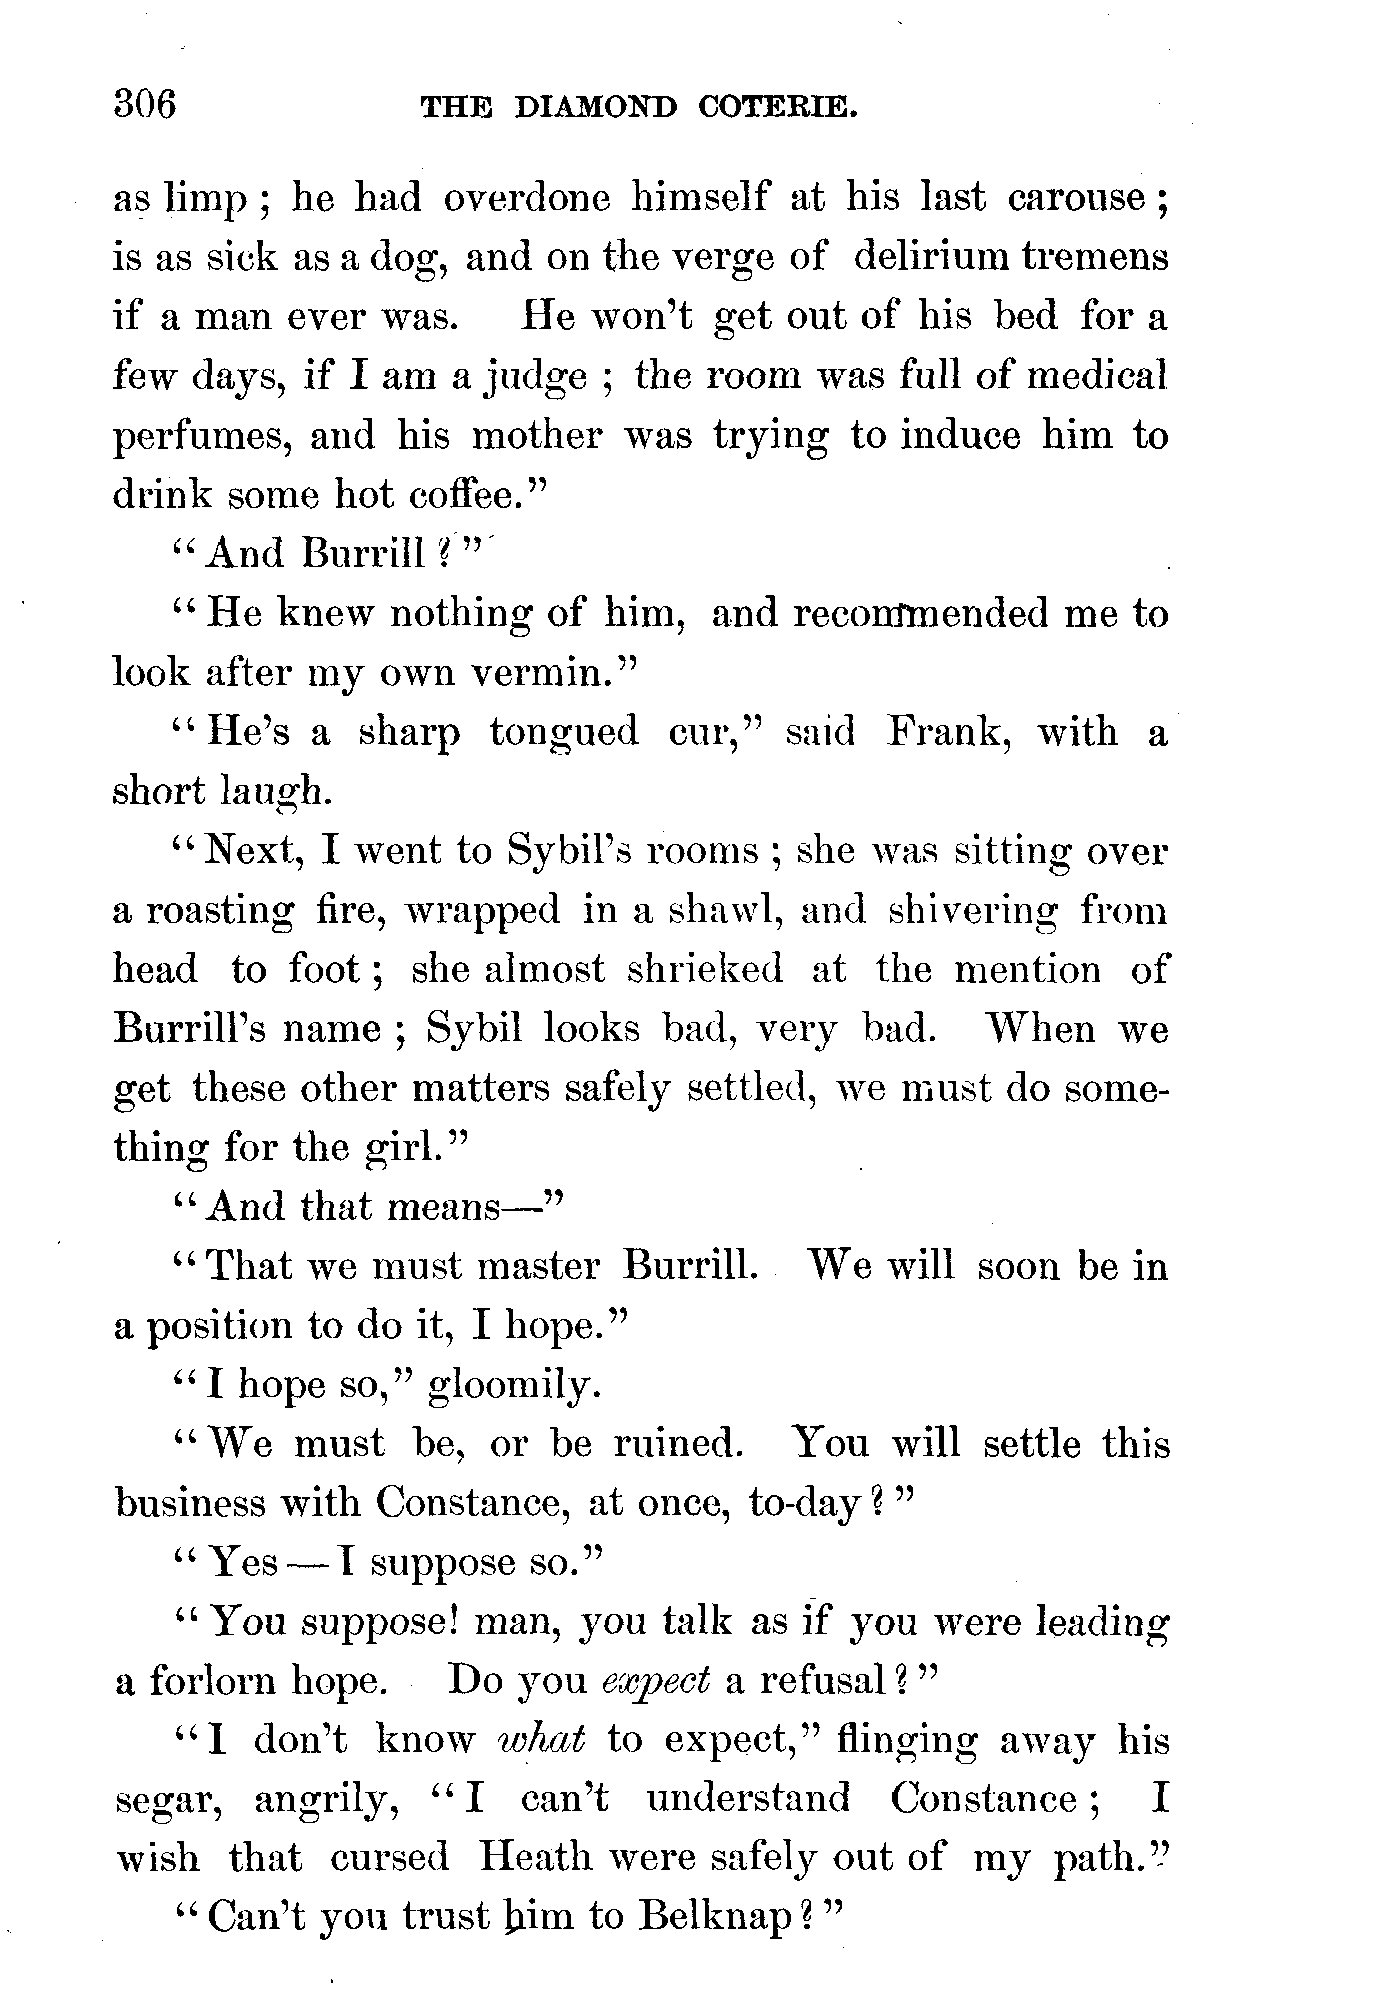 306 THE DIAMOND COTERIE.
as limp ; he had overdone himself at his last carouse ;
is as sick as a dog, and on the verge of delirium tremens
if a man ever was. He won't get out of his bed for a
few days, if I am a judge ; the room was full of medical
perfumes, and his mother was trying to induce him to
drink some hot coffee."
" And Burrill ? "
" He knew nothing of him, and recommended me to
look after my own vermin."
" He's a sharp tongued cur," said Frank, with a
short laugh.
" Next, I went to Sybil's rooms ; she was sitting over
a roasting fire, wrapped in a shawl, and shivering from
head to foot ; she almost shrieked at the mention of
Burrill's name ; Sybil looks bad, very bad. When we
get these other matters safely settled, we must do some-
thing for the girl."
" And that means—"
" That we must master Burrill. We will soon be in
a position to do it, I hope."
" I hope so," gloomily.
" We must be, or be ruined. You will settle this
business with Constance, at once, to-day ? "
" Yes — I suppose so."
" You suppose! man, you talk as if you were leading
a forlorn hope. Do you expect a refusal ? "
" I don't know what to expect," flinging away his
segar, angrily, " I can't understand Constance ; I
wish that cursed Heath were safely out of my path."
" Can't you trust him to Belknap ? "